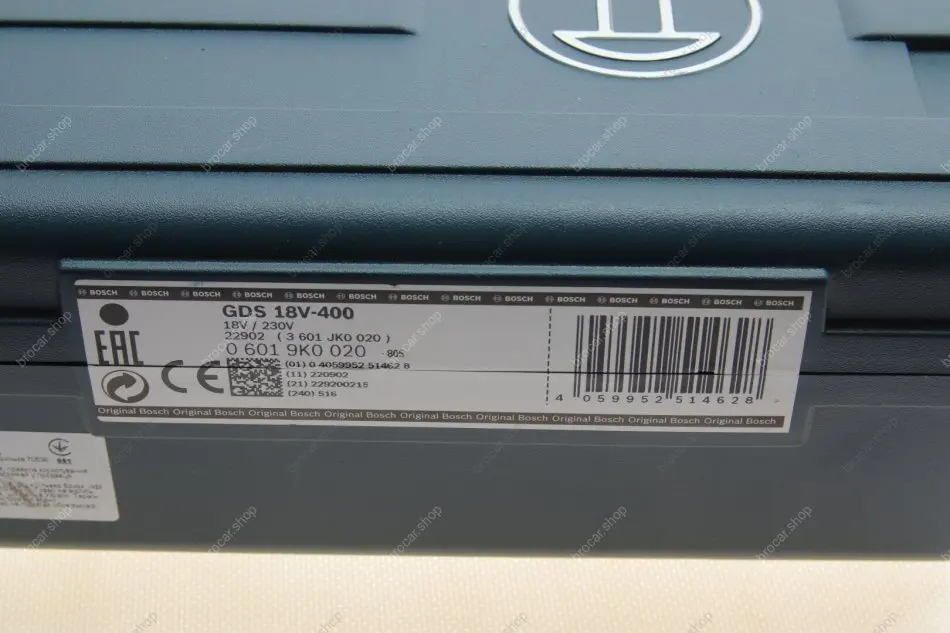 BOSCH BOSCH BOSCH BOSCH BOSCH BOSCH BOSCH BOSCH BOSCH BOSCH BOSCH BOSCH BOSCH BOSCH
GDS 18V-400
18V / 230V
22902 ( 3 601 JK0 020 )
0 601 9K0 020 - 805
EAC
CE
(01) 0 4059952 51462 8
(11) 220902
(21) 229200215
(240) 516
4 059952 514628 >
Original Bosch Original Bosch Original Bosch Original Bosch Original Bosch Original Bosch Original Bosch Original Bosch Original Bosch
brocar.shop